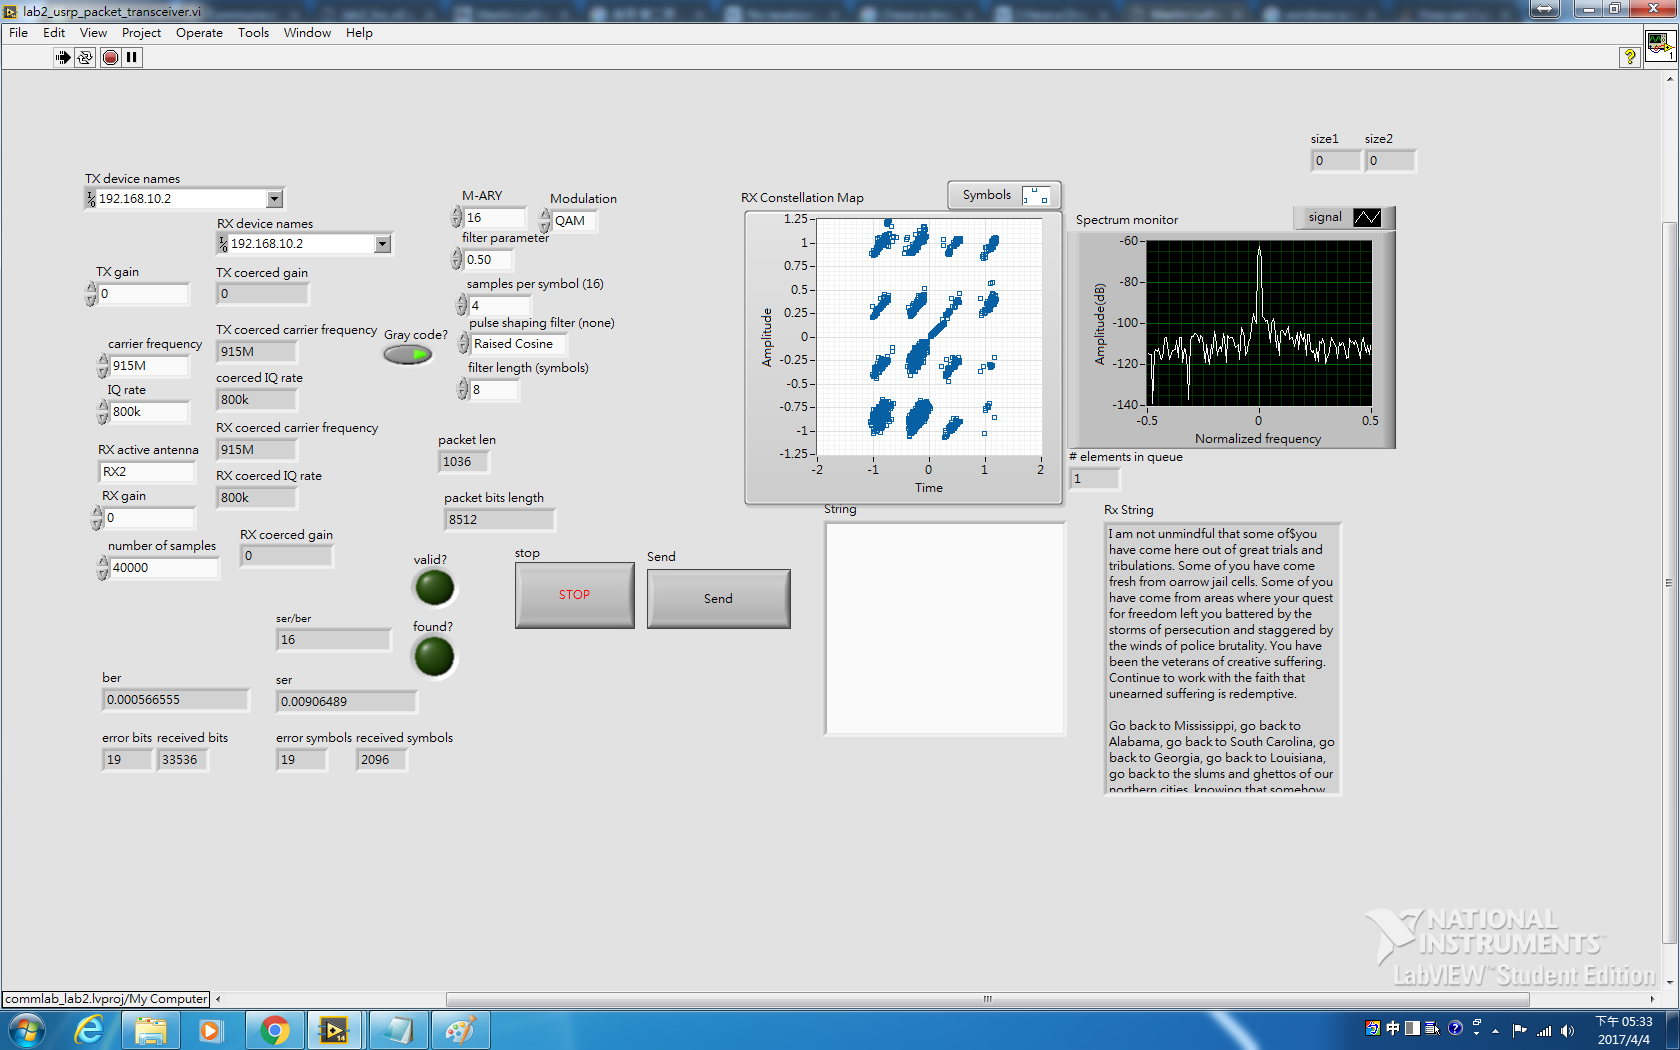 lab2_usrp_packet_transceiver.vi
File Edit View Project Operate Tools Window Help
size1 size2
0 0
TX device names
192.168.10.2
RX device names
192.168.10.2
TX gain
0
TX coerced gain
0
carrier frequency
915M
TX coerced carrier frequency
915M
IQ rate
800k
coerced IQ rate
800k
RX coerced carrier frequency
915M
RX active antenna
RX2
RX coerced IQ rate
800k
RX gain
0
RX coerced gain
0
number of samples
40000
M-ARY
16
Modulation
QAM
filter parameter
0.50
samples per symbol (16)
4
pulse shaping filter (none)
Raised Cosine
Gray code?
filter length (symbols)
8
packet len
1036
packet bits length
8512
valid?
found?
stop
STOP
Send
Send
ser/ber
16
ber
0.000566555
ser
0.00906489
error bits received bits
19 33536
error symbols received symbols
19 2096
RX Constellation Map
Symbols
Amplitude
1.25
1
0.75
0.5
0.25
0
-0.25
-0.5
-0.75
-1
-1.25
-2 -1 0 1 2
Time
Spectrum monitor
signal
Amplitude(dB)
-60
-80
-100
-120
-140
-0.5 0 0.5
Normalized frequency
# elements in queue
1
String
Rx String
I am not unmindful that some of$you
have come here out of great trials and
tribulations. Some of you have come
fresh from oarrow jail cells. Some of you
have come from areas where your quest
for freedom left you battered by the
storms of persecution and staggered by
the winds of police brutality. You have
been the veterans of creative suffering.
Continue to work with the faith that
unearned suffering is redemptive.
Go back to Mississippi, go back to
Alabama, go back to South Carolina, go
back to Georgia, go back to Louisiana,
go back to the slums and ghettos of our
northern cities, knowing that somehow
NATIONAL
INSTRUMENTS™
LabVIEW™ Student Edition
commlab_lab2.lvproj/My Computer
14
中
下午 05:33
2017/4/4